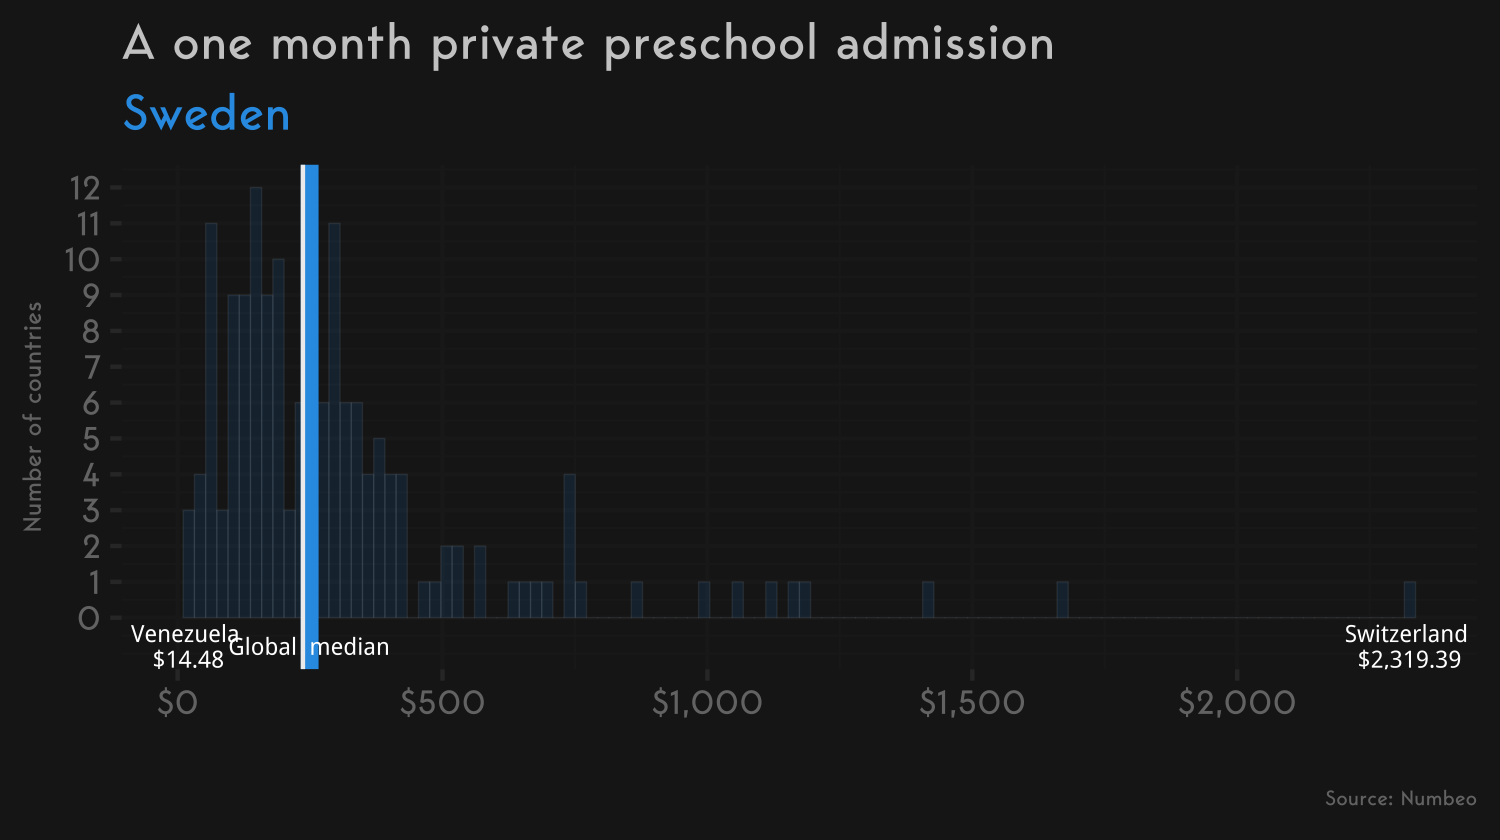 A one month private preschool admission
Sweden
Number of countries
12
11
10
9
8
7
6
5
4
3
2
1
0
Venezuela
$14.48
Global median
Switzerland
$2,319.39
$0
$500
$1,000
$1,500
$2,000
Source: Numbeo